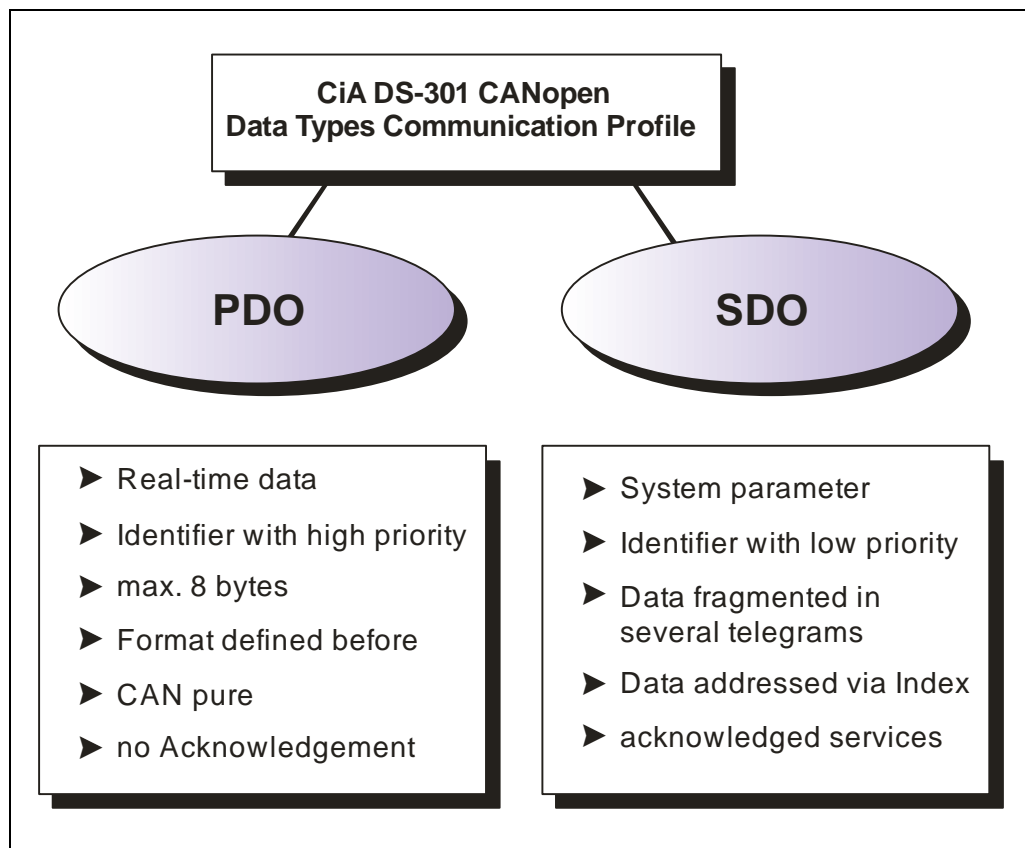 CiA DS-301 CANopen
Data Types Communication Profile
PDO
SDO
➤ Real-time data
➤ Identifier with high priority
➤ max. 8 bytes
➤ Format defined before
➤ CAN pure
➤ no Acknowledgement
➤ System parameter
➤ Identifier with low priority
➤ Data fragmented in
several telegrams
➤ Data addressed via Index
➤ acknowledged services